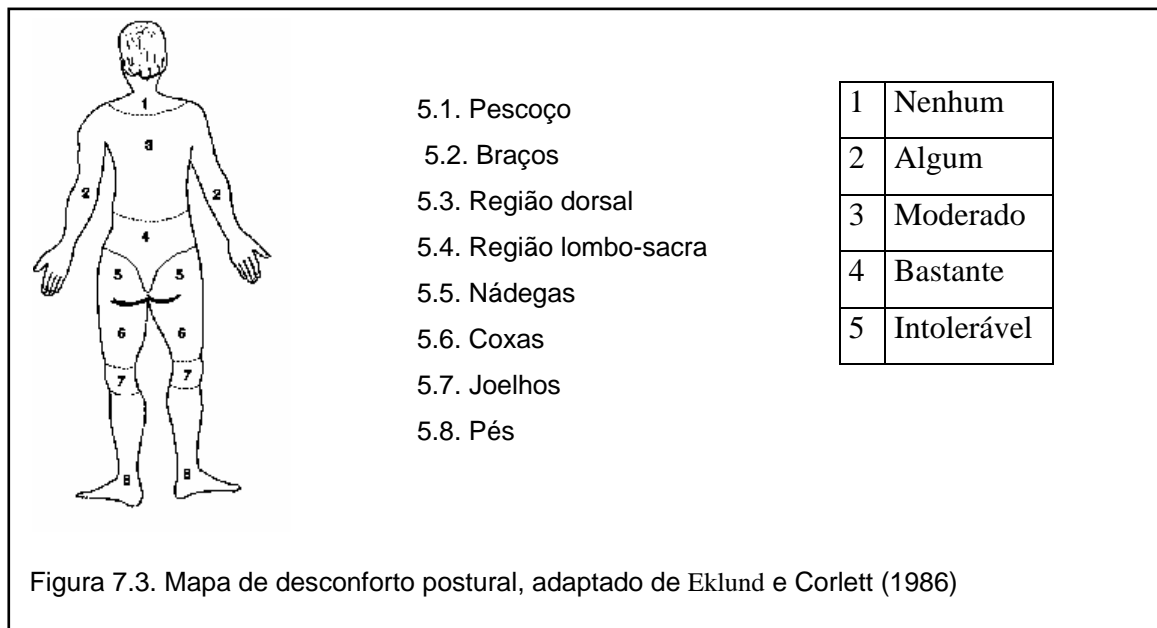 1
3
2 2
4
5 5
6 6
7 7
8 8
5.1. Pescoço
5.2. Braços
5.3. Região dorsal
5.4. Região lombo-sacra
5.5. Nádegas
5.6. Coxas
5.7. Joelhos
5.8. Pés
1 Nenhum
2 Algum
3 Moderado
4 Bastante
5 Intolerável
Figura 7.3. Mapa de desconforto postural, adaptado de Eklund e Corlett (1986)